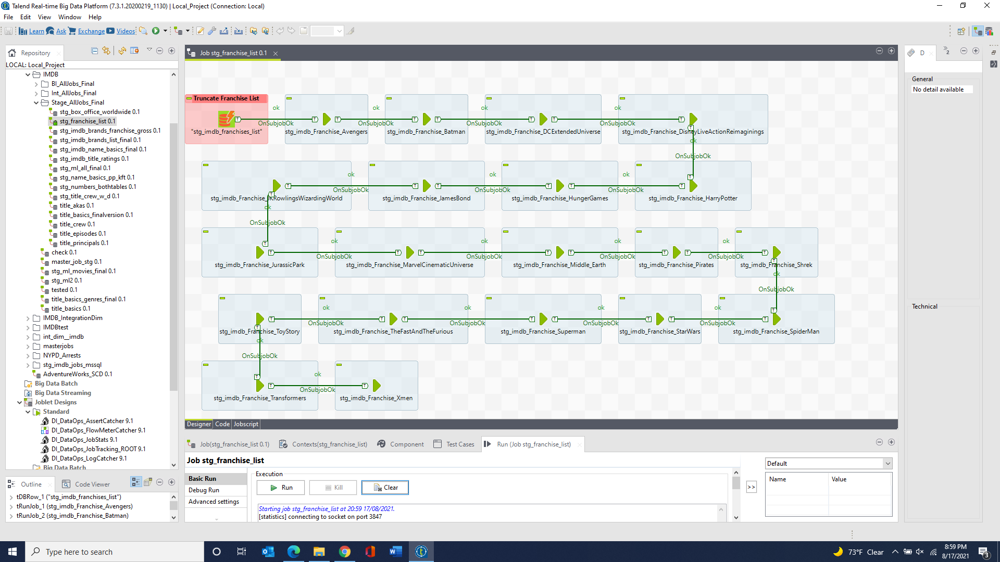 Talend Real-time Big Data Platform (7.3.1.20200219_1130) | Local_Project (Connection: Local)
File Edit View Window Help
Learn Ask Exchange Videos
Repository
LOCAL: Local_Project
IMDB
BI_AllJobs_Final
Int_AllJobs_Final
Stage_AllJobs_Final
stg_box_office_worldwide 0.1
stg_franchise_list 0.1
stg_imdb_brands_franchise_gross 0.1
stg_imdb_brands_list_final 0.1
stg_imdb_name_basics_final 0.1
stg_imdb_title_ratings 0.1
stg_ml_all_final 0.1
stg_name_basics_pp_kft 0.1
stg_numbers_bothtables 0.1
stg_title_crew_w_d 0.1
title_akas 0.1
title_basics_finalversion 0.1
title_crew 0.1
title_episodes 0.1
title_principals 0.1
check 0.1
master_job_stg 0.1
stg_ml_movies_final 0.1
stg_ml2 0.1
tested 0.1
title_basics_genres_final 0.1
title_basics 0.1
IMDB_IntegrationDim
IMDBtest
int_dim__imdb
masterjobs
NYPD_Arrests
stg_imdb_jobs_mssql
AdventureWorks_SCD 0.1
Big Data Batch
Big Data Streaming
Joblet Designs
Standard
DI_DataOps_AssertCatcher 9.1
DI_DataOps_FlowMeterCatcher 9.1
DI_DataOps_JobStats 9.1
DI_DataOps_JobTracking_ROOT 9.1
DI_DataOps_LogCatcher 9.1
Big Data Batch
Outline Code Viewer
tDBRow_1 ("stg_imdb_franchises_list")
tRunJob_1 (stg_imdb_Franchise_Avengers)
tRunJob_2 (stg_imdb_Franchise_Batman)
Job stg_franchise_list 0.1
Truncate Franchise List
ok ok ok ok
OnSubjobOk OnSubjobOk OnSubjobOk OnSubjobOk
"stg_imdb_franchises_list" stg_imdb_Franchise_Avengers stg_imdb_Franchise_Batman stg_imdb_Franchise_DCExtendedUniverse stg_imdb_Franchise_DisneyLiveActionReimaginings
ok
OnSubjobOk
ok ok ok
OnSubjobOk OnSubjobOk OnSubjobOk
stg_imdb_Franchise_JKRowlingsWizardingWorld stg_imdb_Franchise_JamesBond stg_imdb_Franchise_HungerGames stg_imdb_Franchise_HarryPotter
ok
OnSubjobOk
ok ok ok ok
OnSubjobOk OnSubjobOk OnSubjobOk OnSubjobOk
stg_imdb_Franchise_JurassicPark stg_imdb_Franchise_MarvelCinematicUniverse stg_imdb_Franchise_Middle_Earth stg_imdb_Franchise_Pirates stg_imdb_Franchise_Shrek
ok
OnSubjobOk
ok ok ok ok
OnSubjobOk OnSubjobOk OnSubjobOk OnSubjobOk
stg_imdb_Franchise_ToyStory stg_imdb_Franchise_TheFastAndTheFurious stg_imdb_Franchise_Superman stg_imdb_Franchise_StarWars stg_imdb_Franchise_SpiderMan
ok
OnSubjobOk
ok
OnSubjobOk
stg_imdb_Franchise_Transformers stg_imdb_Franchise_Xmen
Designer Code Jobscript
Job(stg_franchise_list 0.1) Contexts(stg_franchise_list) Component Test Cases Run (Job stg_franchise_list)
Job stg_franchise_list
Basic Run
Debug Run
Advanced settings
Execution
Run Kill Clear
Starting job stg_franchise_list at 20:59 17/08/2021.
[statistics] connecting to socket on port 3847
>>
Default
Name Value
D
2
General
No detail available
Technical
Type here to search
73°F Clear
8:59 PM
8/17/2021
3